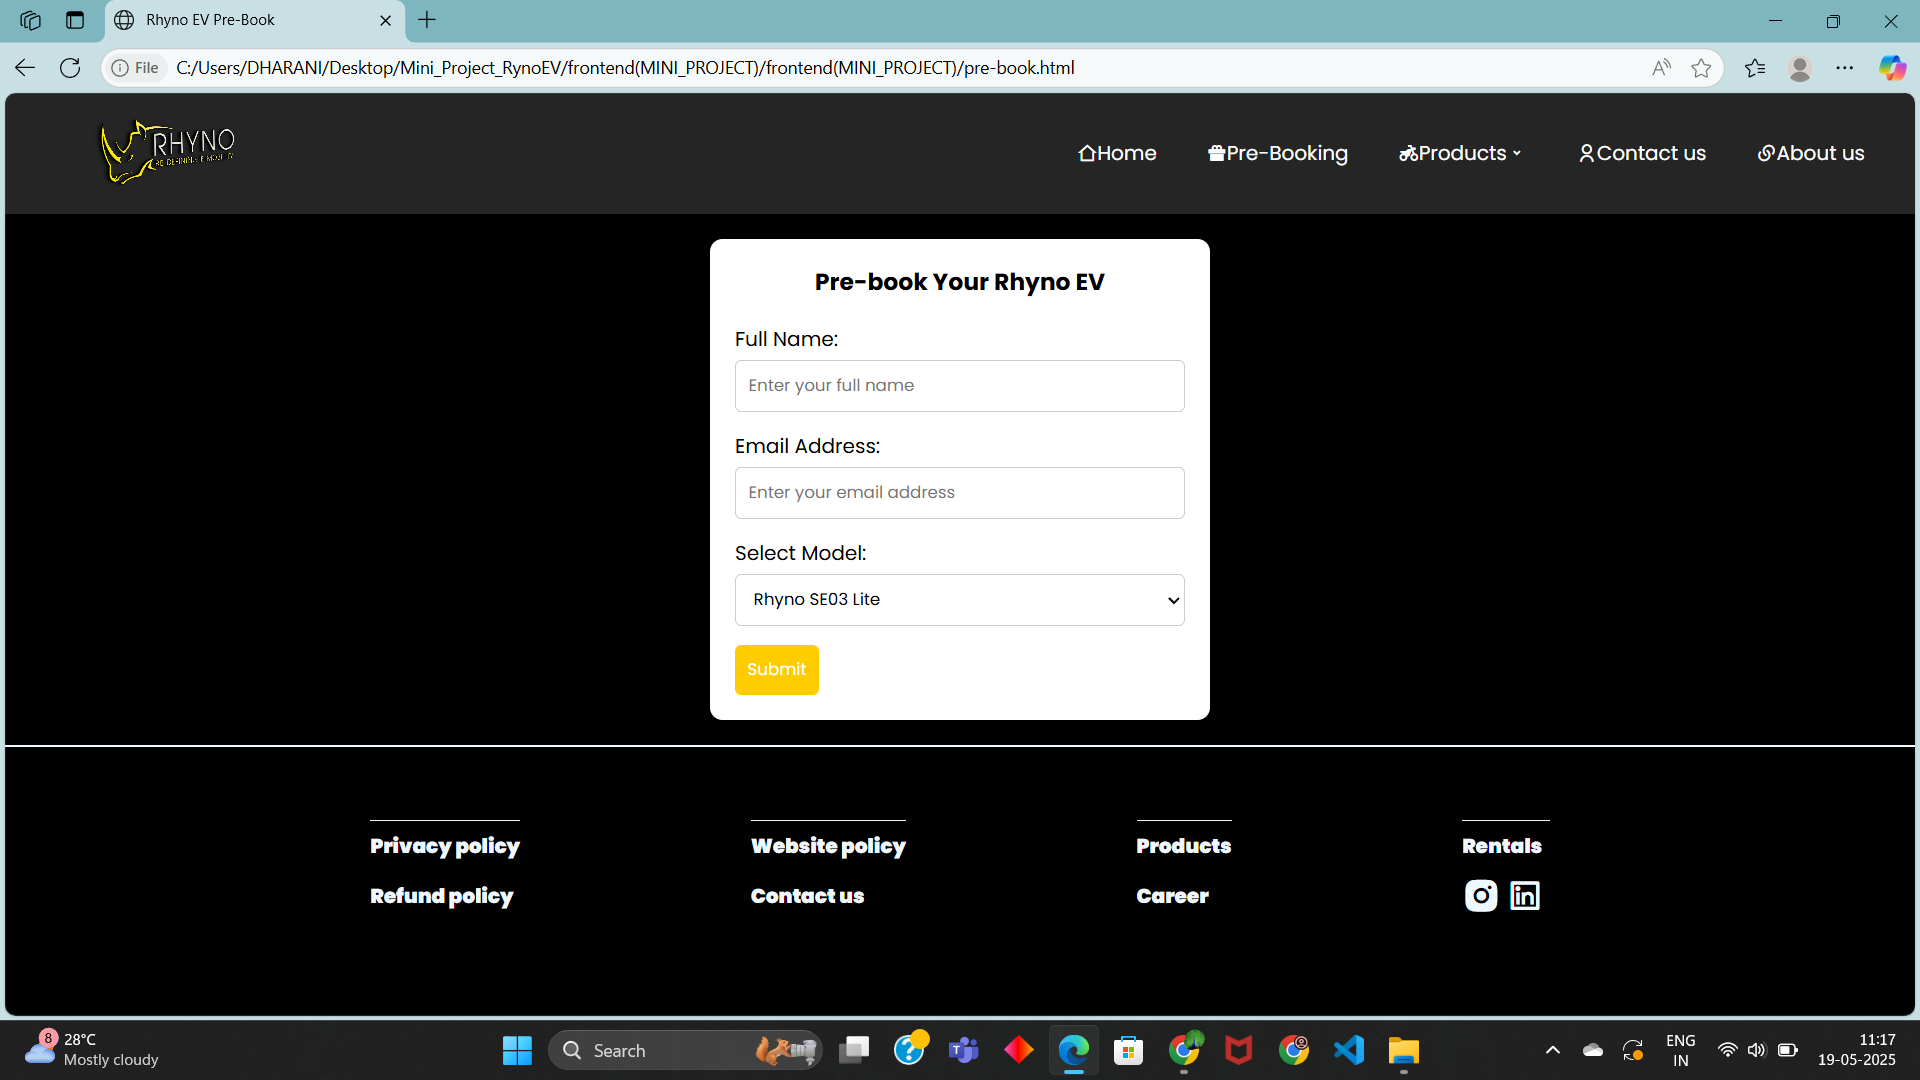 Rhyno EV Pre-Book
File
C:/Users/DHARANI/Desktop/Mini_Project_RynoEV/frontend(MINI_PROJECT)/frontend(MINI_PROJECT)/pre-book.html
RHYNO
Home
Pre-Booking
Products
Contact us
About us
Pre-book Your Rhyno EV
Full Name:
Enter your full name
Email Address:
Enter your email address
Select Model:
Rhyno SE03 Lite
Submit
Privacy policy
Website policy
Products
Rentals
Refund policy
Contact us
Career
8
28°C
Mostly cloudy
Search
ENG
IN
11:17
19-05-2025